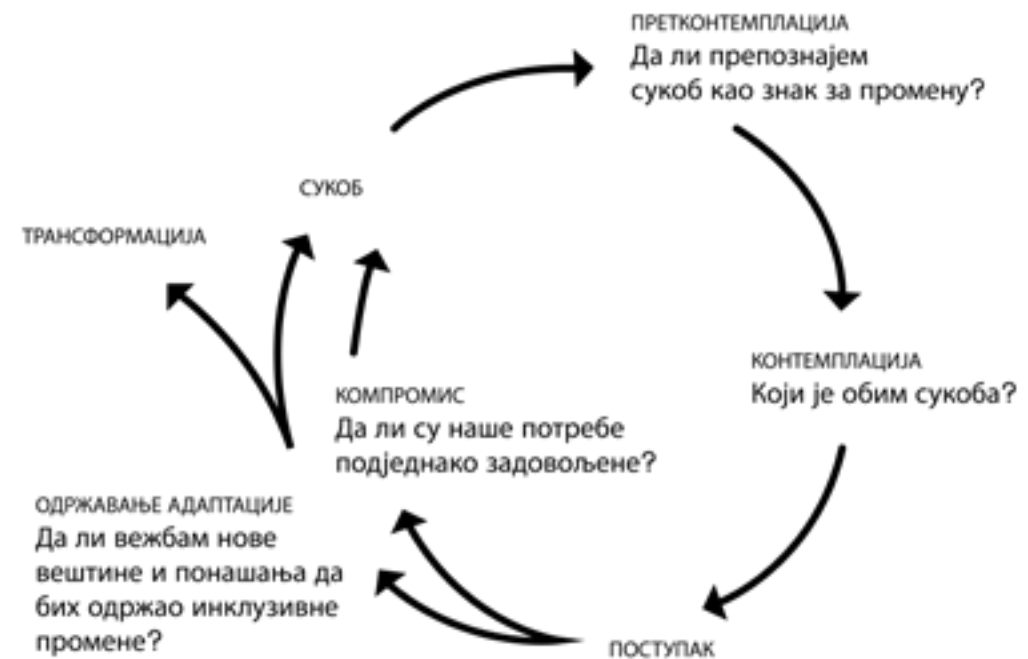 ПРЕТКОНТЕМПЛАЦИЈА
Да ли препознајем
сукоб као знак за промену?
СУКОБ
ТРАНСФОРМАЦИЈА
КОНТЕМПЛАЦИЈА
Који је обим сукоба?
КОМПРОМИС
Да ли су наше потребе
подједнако задовољене?
ОДРЖАВАЊЕ АДАПТАЦИЈЕ
Да ли вежбам нове
вештине и понашања да
бих одржао инклузивне
промене?
ПОСТУПАК